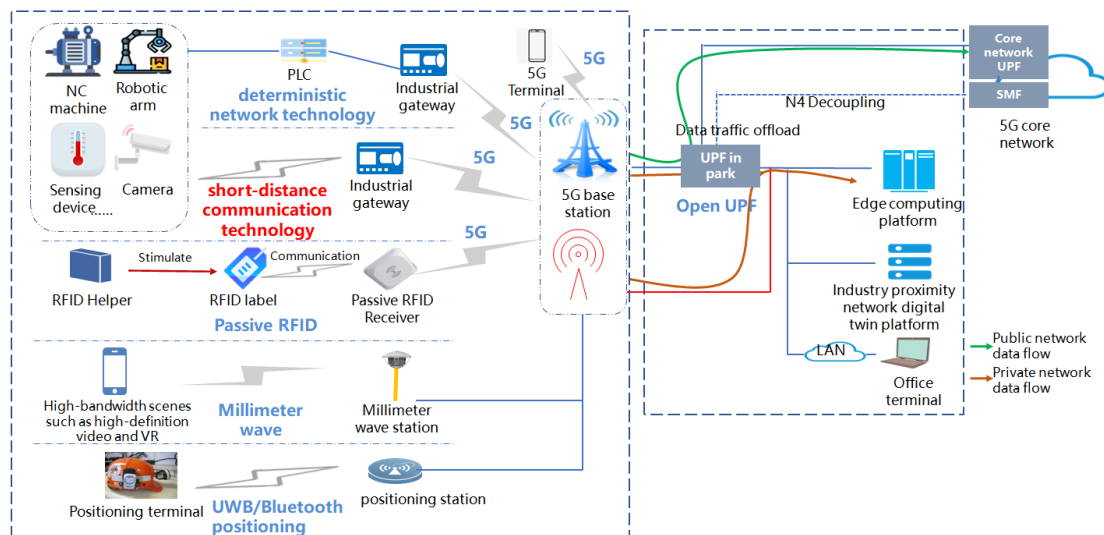 NC
machine
Robotic
arm
Sensing
device
......
Camera
PLC
deterministic
network technology
Industrial
gateway
5G
Terminal
5G
5G
short-distance
communication
technology
Industrial
gateway
5G
5G base
station
Stimulate
Communication
5G
RFID Helper
RFID label
Passive RFID
Receiver
Passive RFID
High-bandwidth scenes
such as high-definition
video and VR
Millimeter
wave
Millimeter
wave station
Positioning terminal
UWB/Bluetooth
positioning
positioning station
Data traffic offload
UPF in
park
Open UPF
N4 Decoupling
Core
network
UPF
SMF
5G core
network
Edge computing
platform
Industry proximity
network digital
twin platform
LAN
Office
terminal
Public network
data flow
Private network
data flow